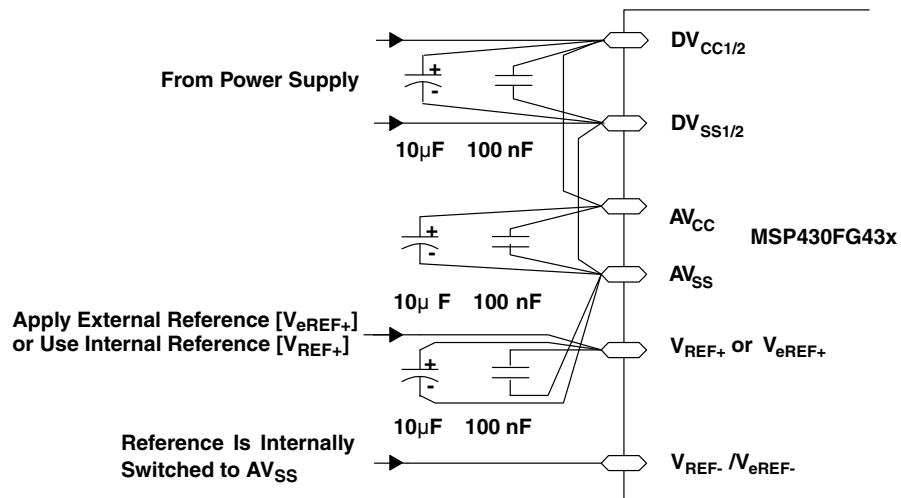 DVCC1/2
From Power Supply
+
-
DVSS1/2
10µF 100 nF
AVCC
MSP430FG43x
+
-
AVSS
10µ F 100 nF
Apply External Reference [VeREF+]
or Use Internal Reference [VREF+]
VREF+ or VeREF+
+
-
10µF 100 nF
Reference Is Internally
Switched to AVSS
VREF- /VeREF-